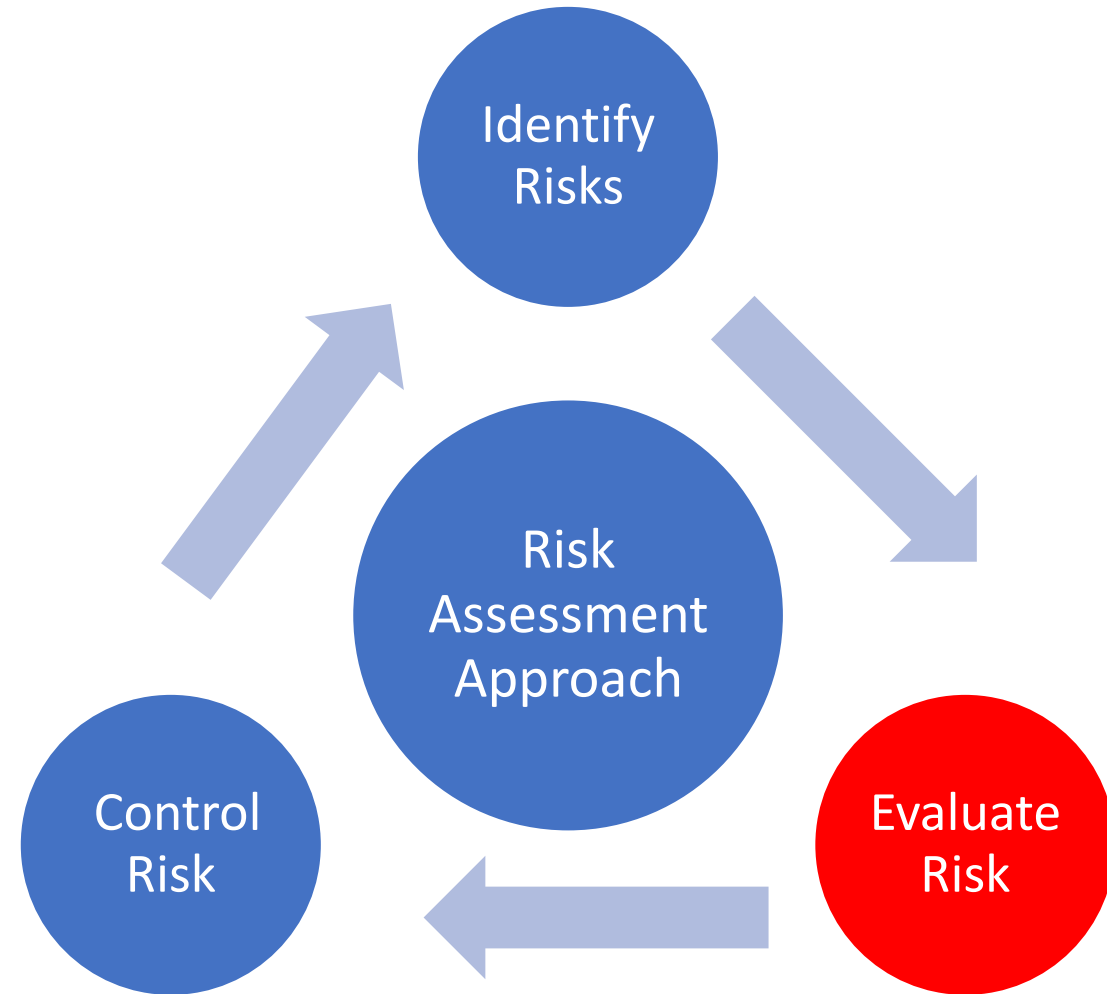 Identify
Risks
Risk
Assessment
Approach
Control
Risk
Evaluate
Risk